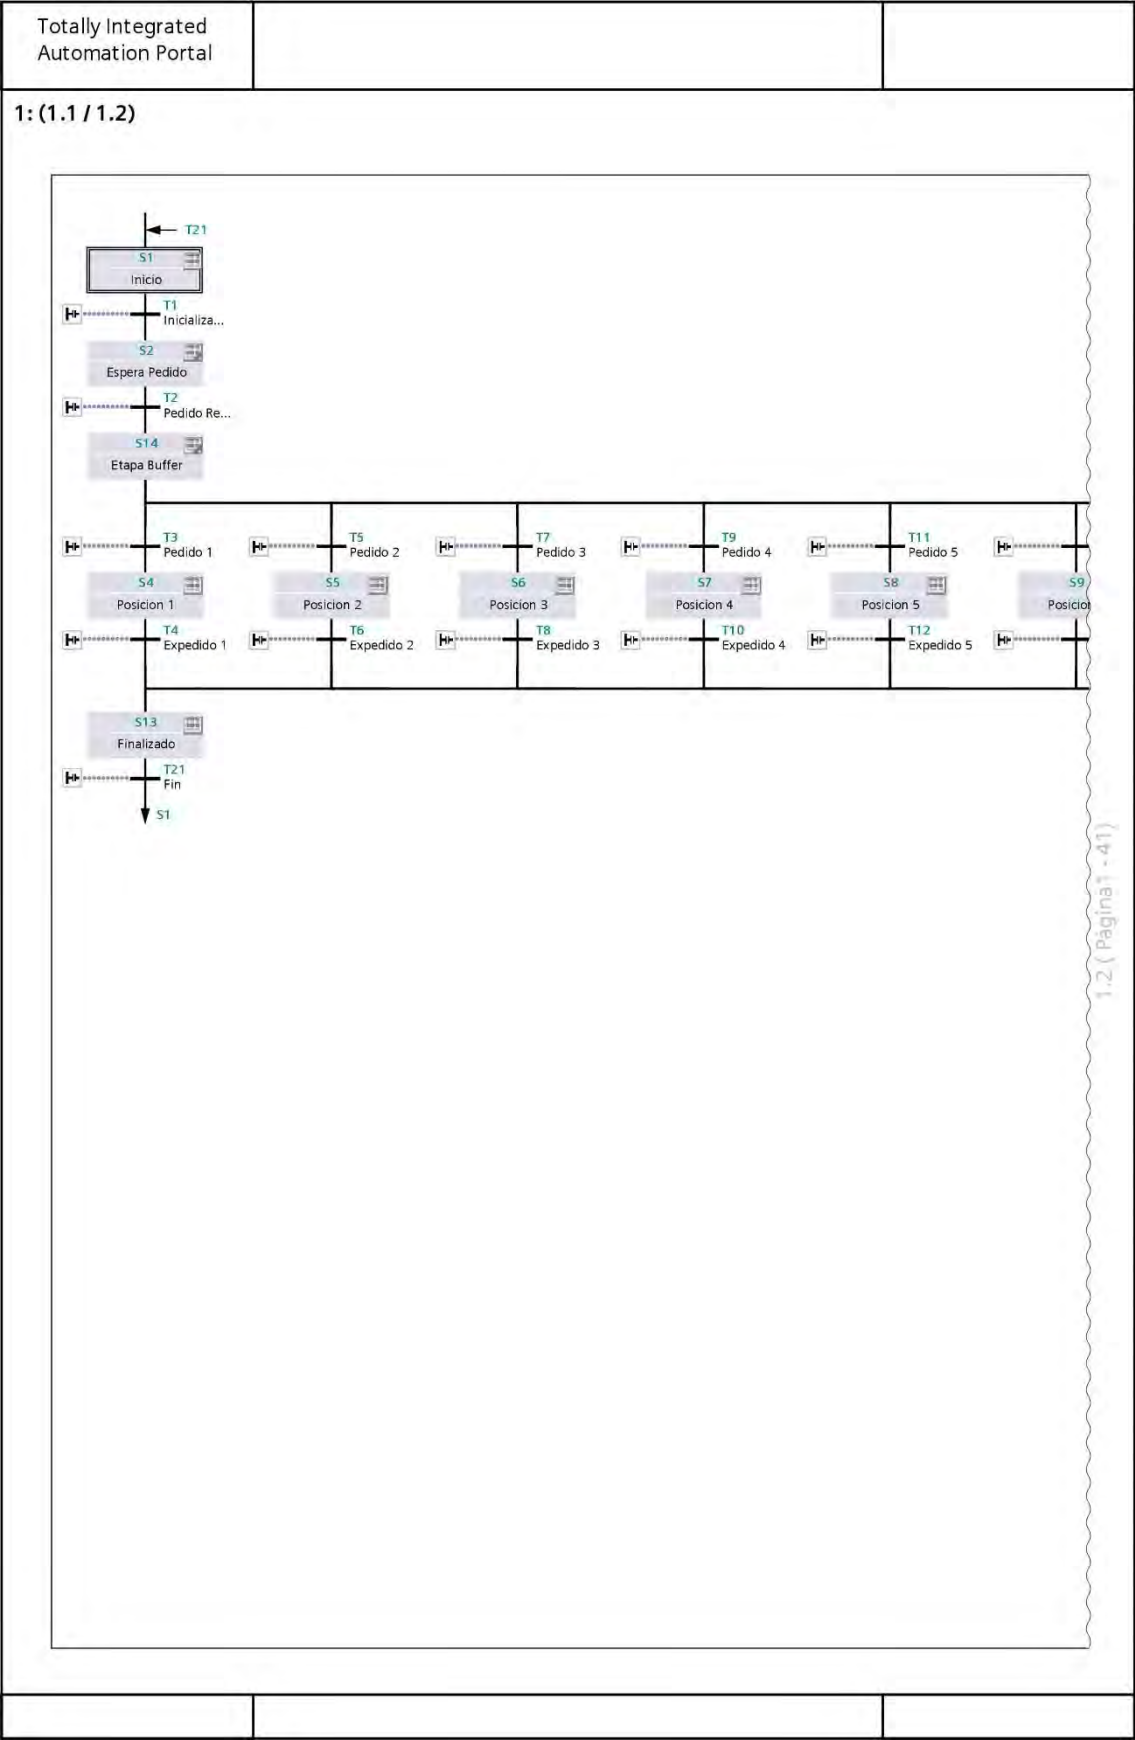 Totally Integrated
Automation Portal
1: (1.1 / 1.2)
T21
S1
Inicio
T1
Inicializa...
S2
Espera Pedido
T2
Pedido Re...
S14
Etapa Buffer
T3
Pedido 1
T5
Pedido 2
T7
Pedido 3
T9
Pedido 4
T11
Pedido 5
S4
Posicion 1
S5
Posicion 2
S6
Posicion 3
S7
Posicion 4
S8
Posicion 5
S9
T4
Expedido 1
T6
Expedido 2
T8
Expedido 3
T10
Expedido 4
T12
Expedido 5
S13
Finalizado
T21
Fin
S1
1.2 ( Página1 - 41)